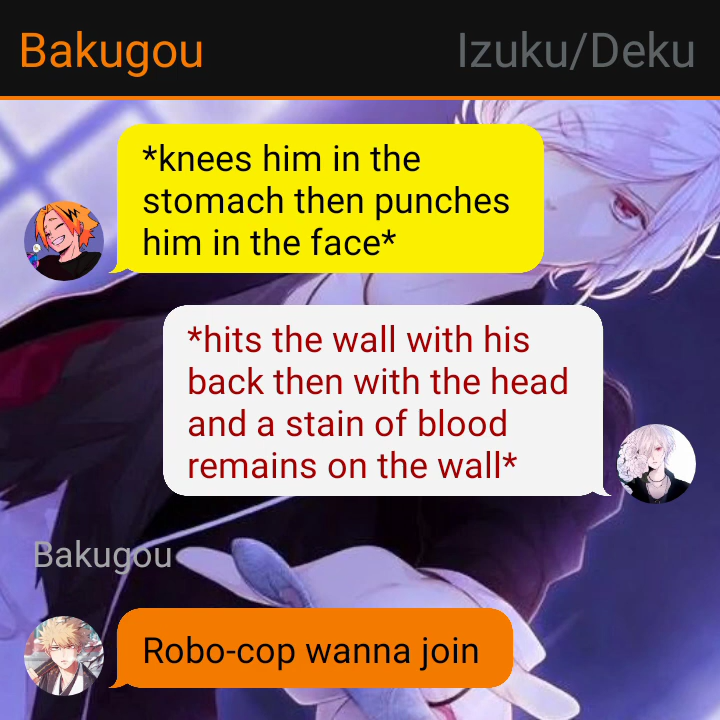 Bakugou
Izuku/Deku
*knees him in the
stomach then punches
him in the face*
*hits the wall with his
back then with the head
and a stain of blood
remains on the wall*
Bakugou
Robo-cop wanna join